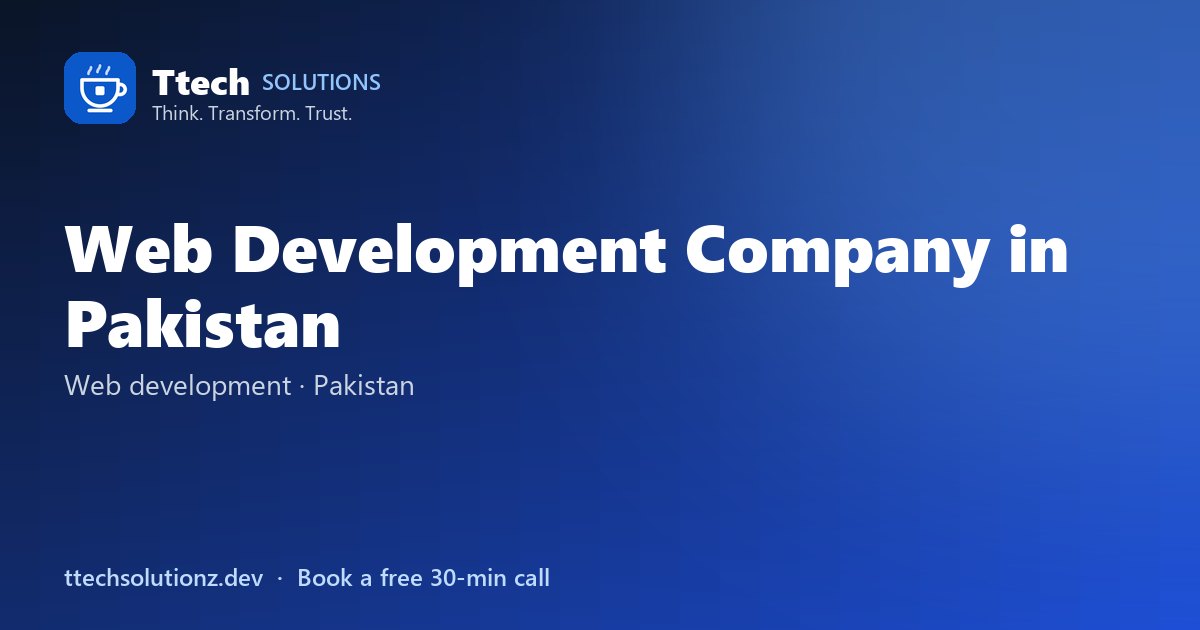 Ttech SOLUTIONS
Think. Transform. Trust.
Web Development Company in
Pakistan
Web development · Pakistan
ttechsolutionz.dev · Book a free 30-min call